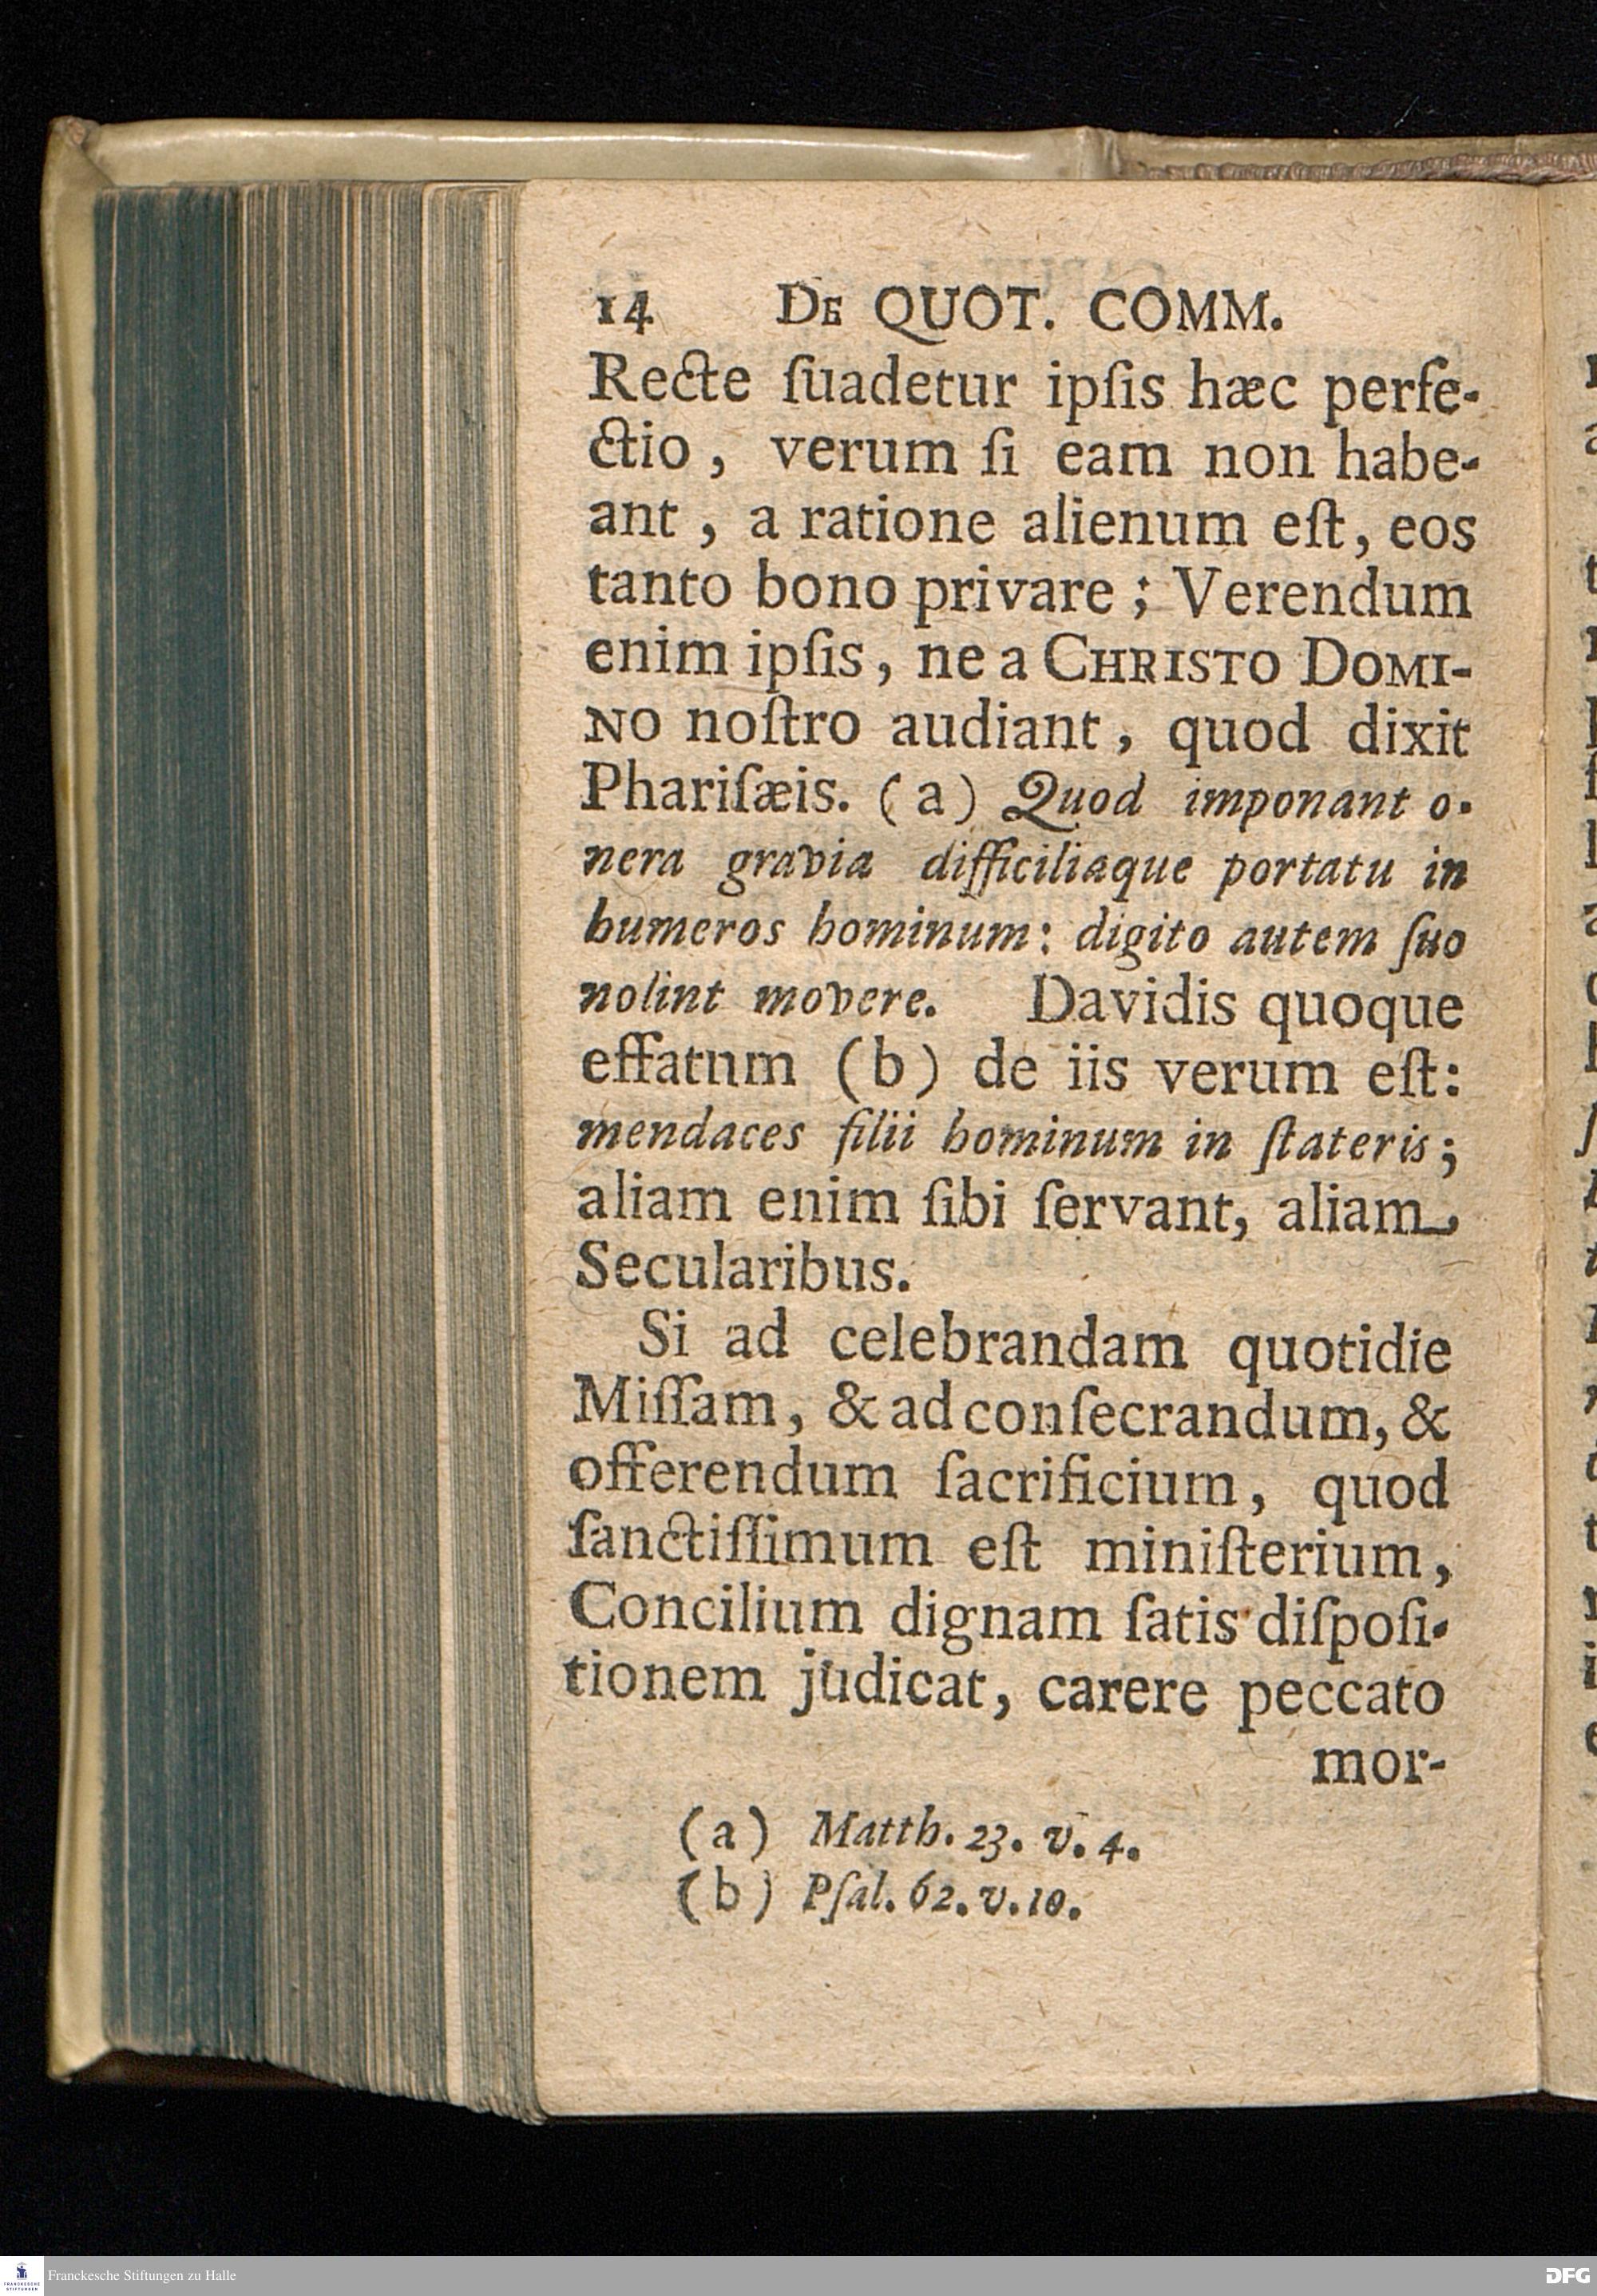 14 DE QUOT. COMM.
Recte ſuadetur ipſis hæc perfe-
ctio, verum ſi eam non habe-
ant, a ratione alienum eſt, eos
tanto bono privare; Verendum
enim ipſis, ne a CHRISTO DOMI-
NO noſtro audiant, quod dixit
Phariſæis. (a) Quod imponant o-
nera gravia difficiliaque portatu in
humeros hominum: digito autem ſuo
nolint movere. Davidis quoque
effatnm (b) de iis verum eſt:
mendaces filii hominum in ſtateris;
aliam enim ſibi ſervant, aliam
Secularibus.
Si ad celebrandam quotidie
Miſſam, & ad conſecrandum, &
offerendum ſacrificium, quod
ſanctiſſimum eſt miniſterium,
Concilium dignam ſatis diſpoſi-
tionem judicat, carere peccato
mor-
(a) Matth. 23. v. 4.
(b) Pſal. 62. v. 10.
Franckesche Stiftungen zu Halle
DFG